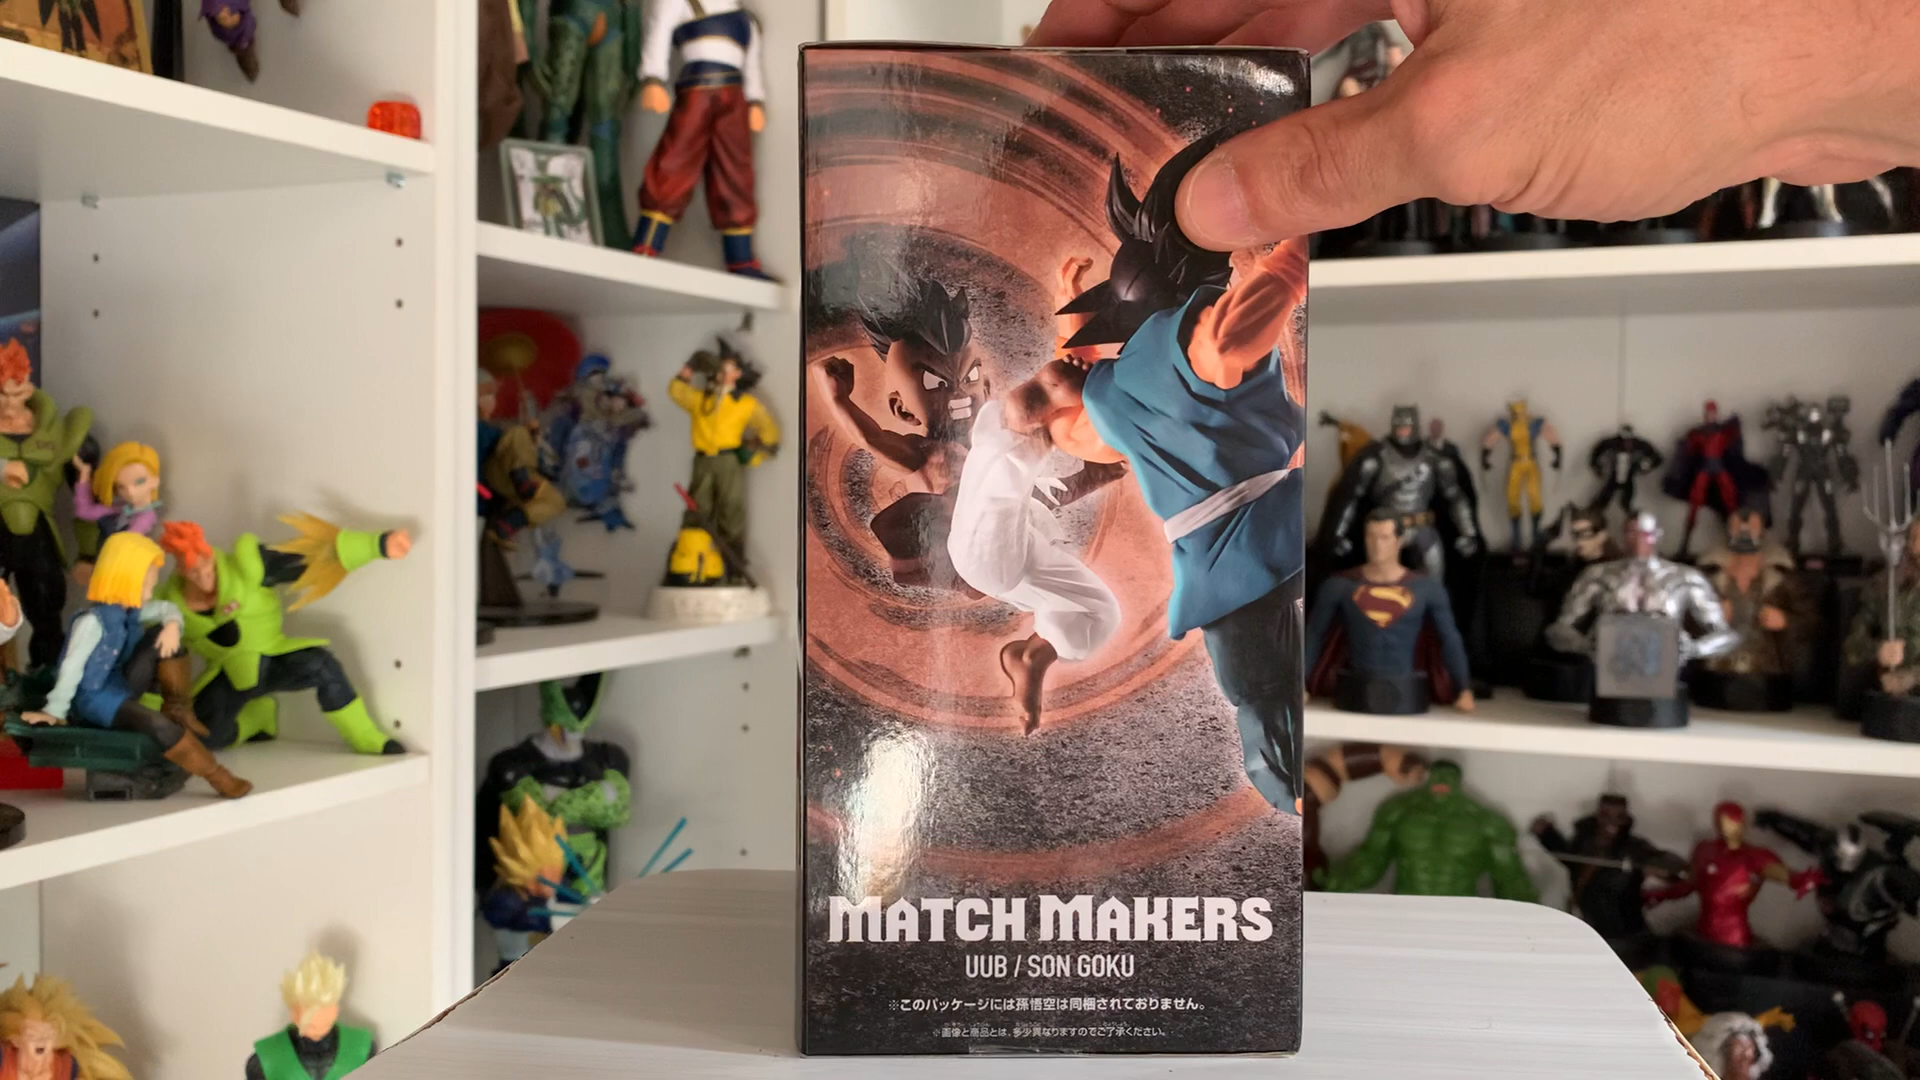 MATCH MAKERS
UUB / SON GOKU
※このパッケージには孫悟空は同梱されておりません。
※画像と商品とは、多少異なりますのでご了承ください。